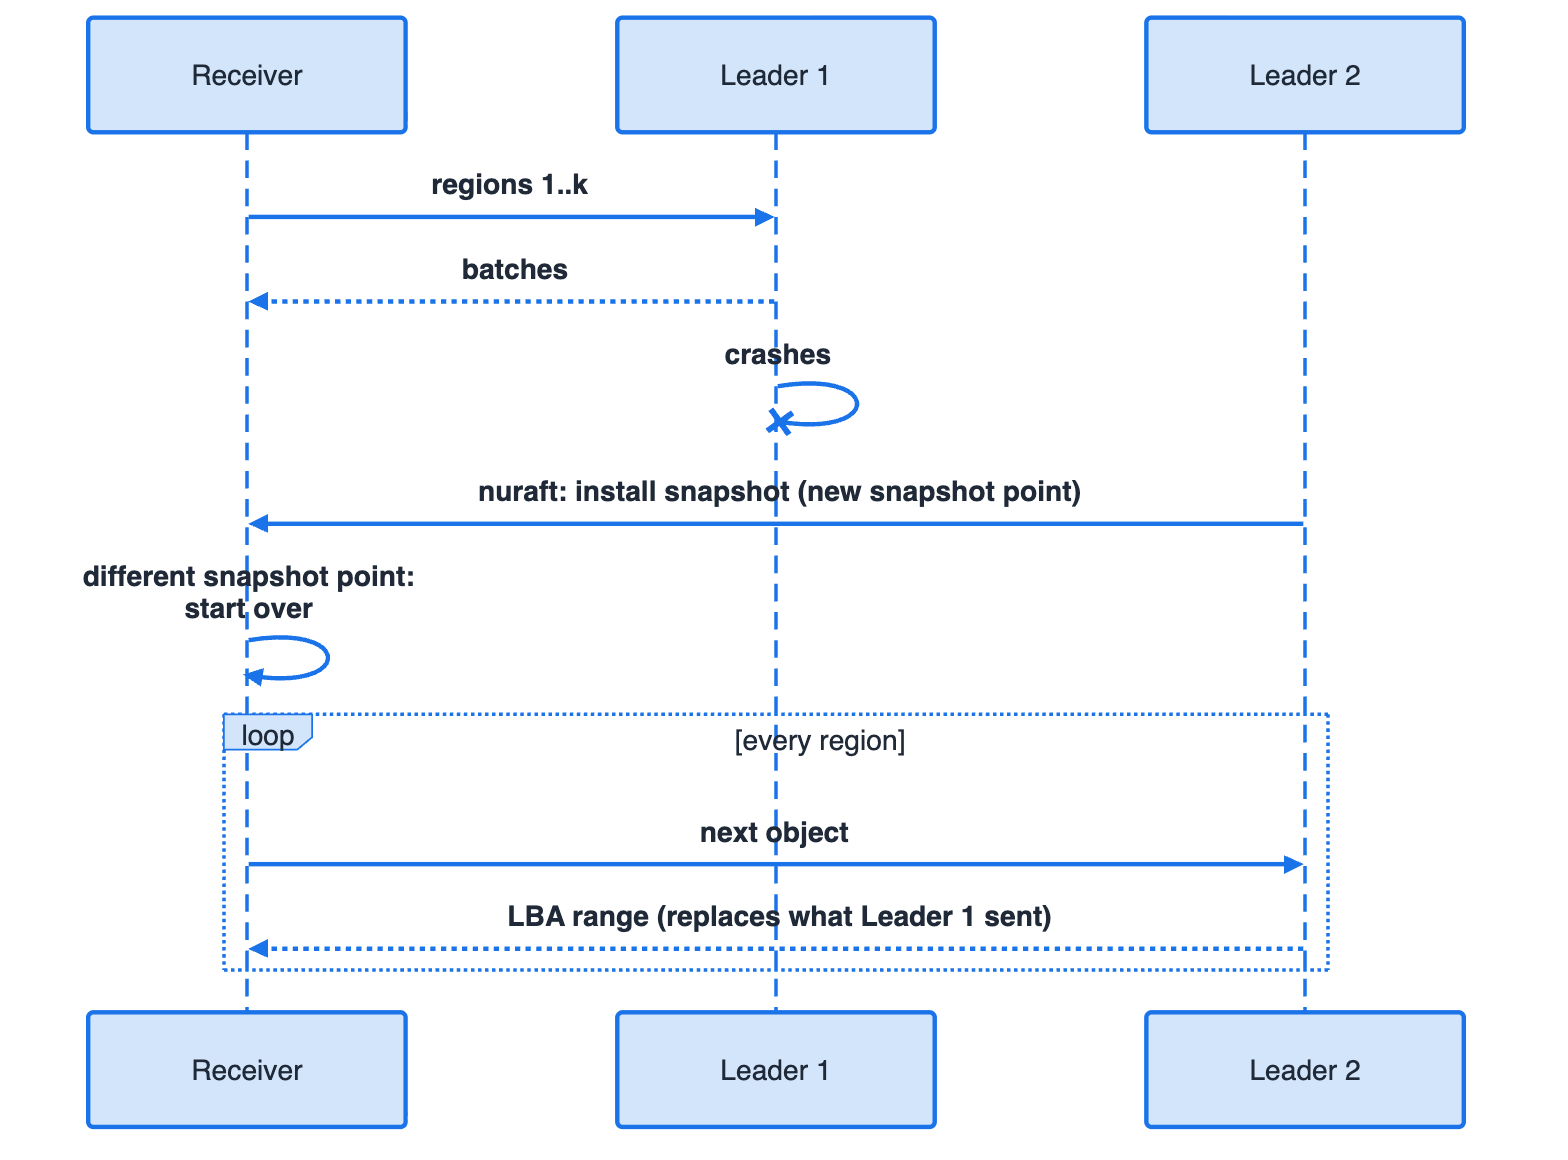 Receiver
Leader 1
Leader 2
regions 1..k
batches
crashes
nuraft: install snapshot (new snapshot point)
different snapshot point:
start over
loop
[every region]
next object
LBA range (replaces what Leader 1 sent)
Receiver
Leader 1
Leader 2